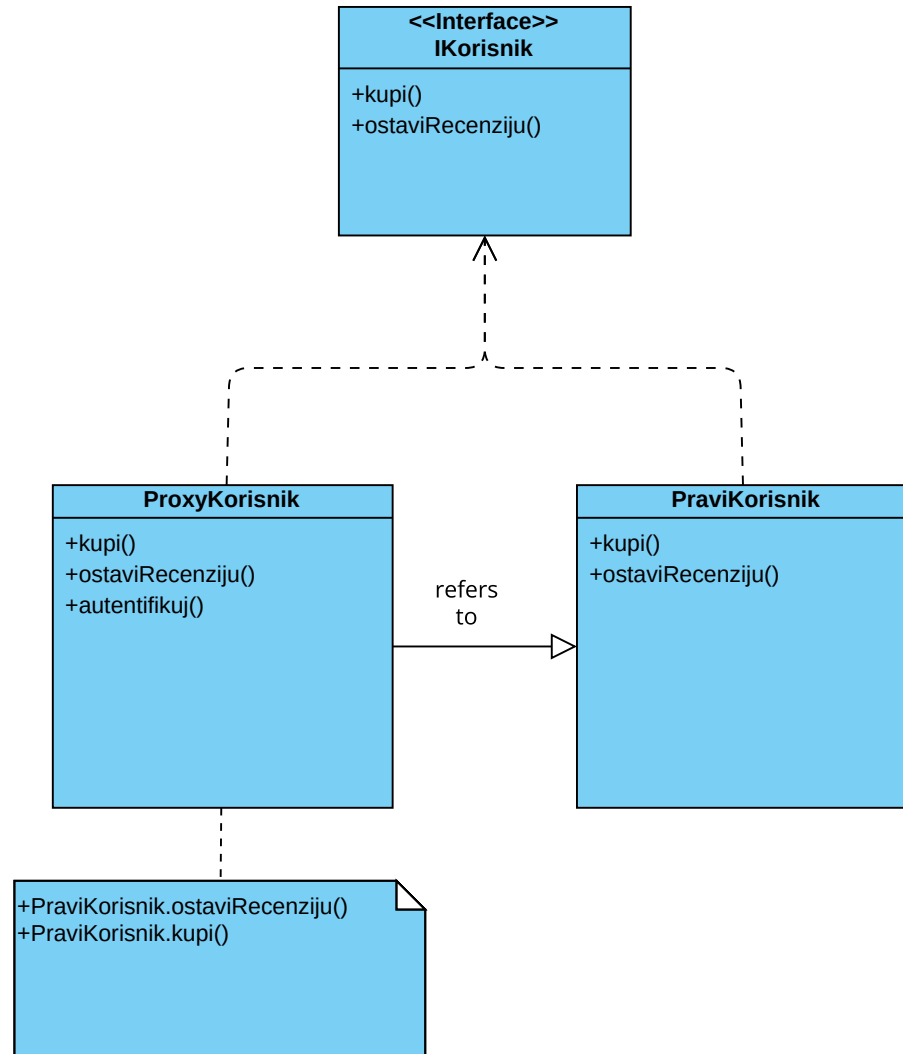 <<Interface>>
IKorisnik
+kupi()
+ostaviRecenziju()
ProxyKorisnik
+kupi()
+ostaviRecenziju()
+autentifikuj()
refers
to
PraviKorisnik
+kupi()
+ostaviRecenziju()
+PraviKorisnik.ostaviRecenziju()
+PraviKorisnik.kupi()